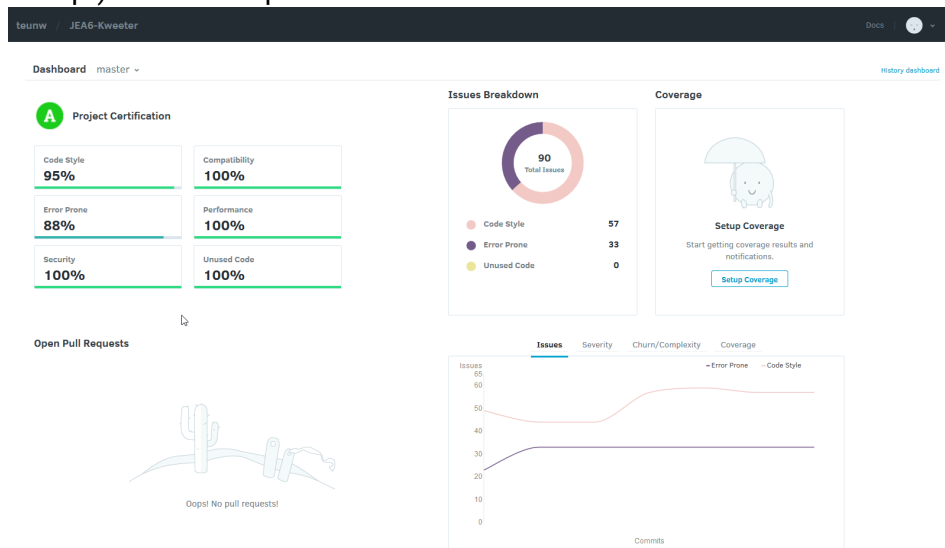 teunw / JEA6-Kweeter
Docs
Dashboard master
History dashboard
A Project Certification
Code Style
95%
Compatibility
100%
Error Prone
88%
Performance
100%
Security
100%
Unused Code
100%
Issues Breakdown
90
Total Issues
Code Style 57
Error Prone 33
Unused Code 0
Coverage
Setup Coverage
Start getting coverage results and
notifications.
Setup Coverage
Open Pull Requests
Oops! No pull requests!
Issues Severity Churn/Complexity Coverage
Issues
Error Prone Code Style
65
60
50
40
30
20
10
0
Commits